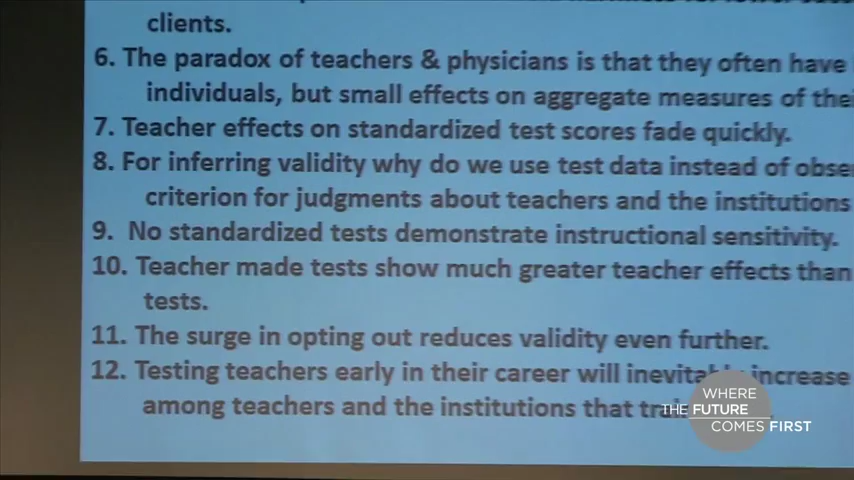 clients.
6. The paradox of teachers & physicians is that they often have
individuals, but small effects on aggregate measures of
7. Teacher effects on standardized test scores fade quickly.
8. For inferring validity why do we use test data instead of
criterion for judgments about teachers and the institutions
9. No standardized tests demonstrate instructional sensitivity.
10. Teacher made tests show much greater teacher effects than
tests.
11. The surge in opting out reduces validity even further.
12. Testing teachers early in their career will increase
among teachers and the institutions that
WHERE
THE FUTURE
COMES FIRST